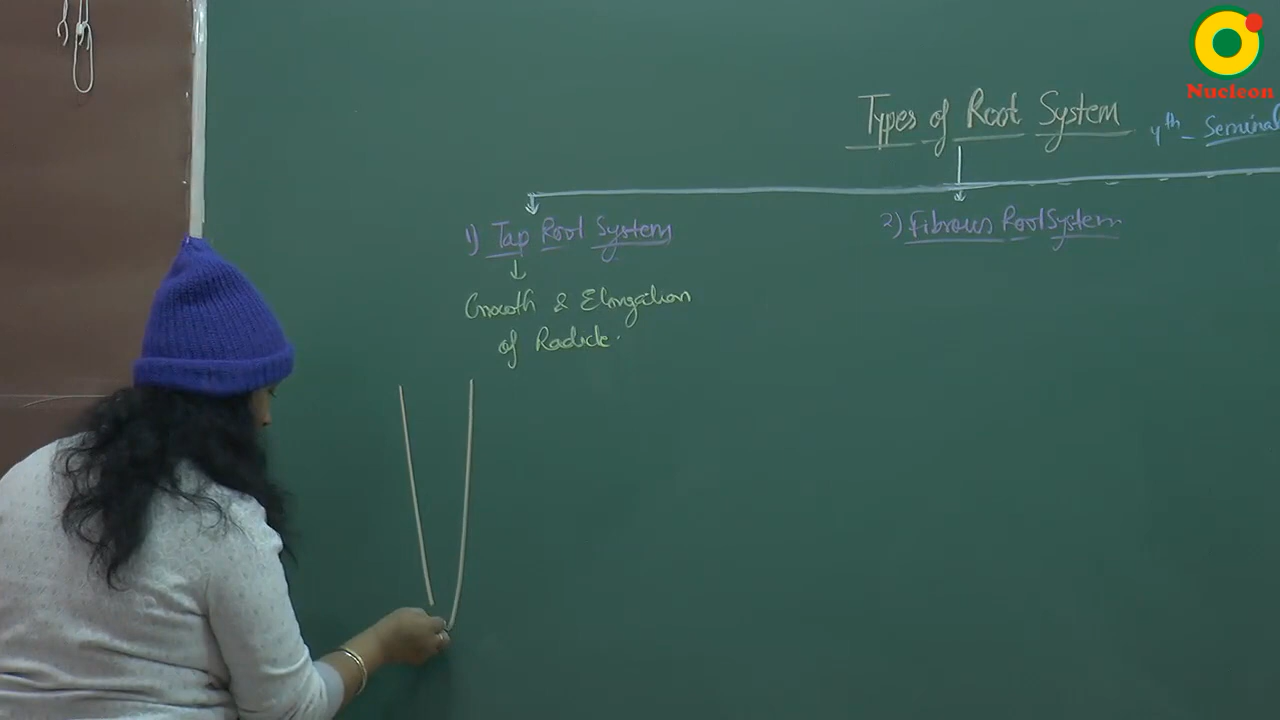 Nucleon
Types of Root System
4th - Seminal
1) Tap Root System
2) Fibrous Root System
Growth & Elongation
of Radicle.